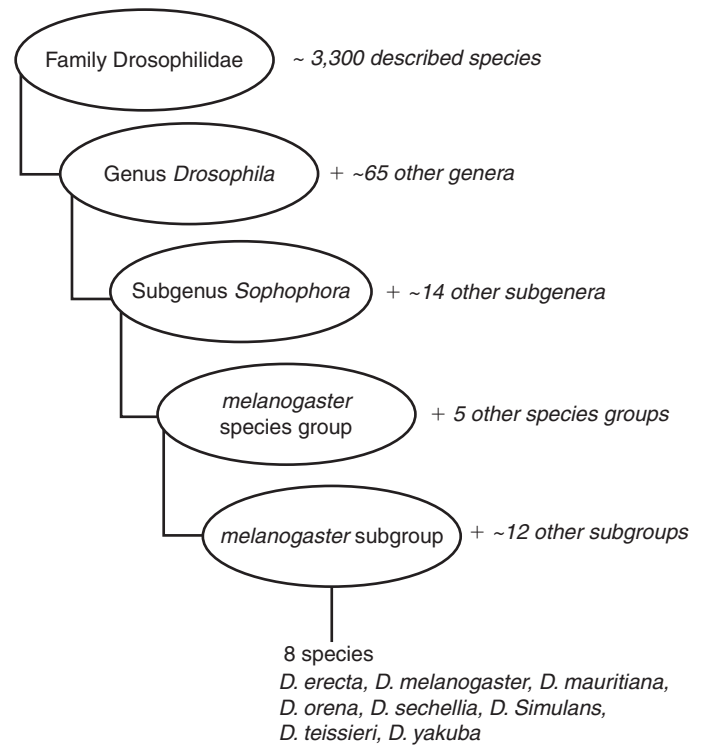 Family Drosophilidae ~ 3,300 described species
Genus Drosophila + ~65 other genera
Subgenus Sophophora + ~14 other subgenera
melanogaster
species group
+ 5 other species groups
melanogaster subgroup + ~12 other subgroups
8 species
D. erecta, D. melanogaster, D. mauritiana,
D. orena, D. sechellia, D. Simulans,
D. teissieri, D. yakuba